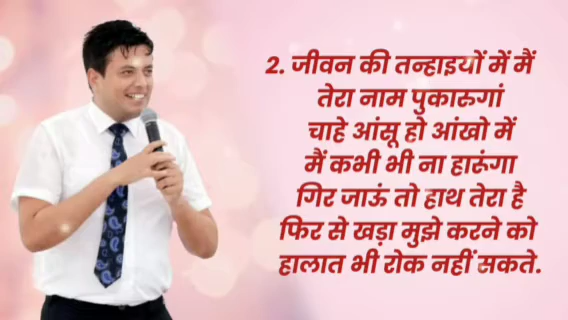 2. जीवन की तन्हाइयों में मैं
तेरा नाम पुकारुगां
चाहे आंसू हो आंखो में
मैं कभी भी ना हारूंगा
गिर जाऊं तो हाथ तेरा है
फिर से खड़ा मुझे करने को
हालात भी रोक नहीं सकते.